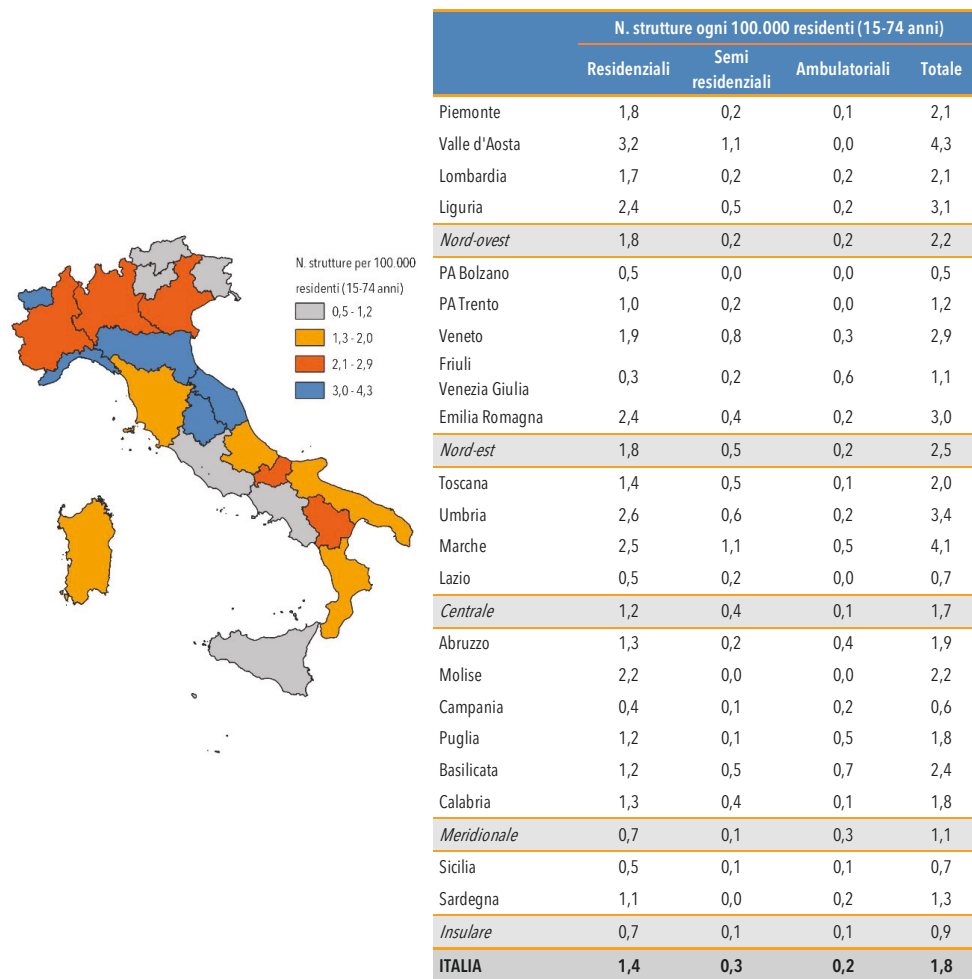 N. strutture per 100.000
residenti (15-74 anni)
0,5 - 1,2
1,3 - 2,0
2,1 - 2,9
3,0 - 4,3
N. strutture ogni 100.000 residenti (15-74 anni)
Residenziali Semi residenziali Ambulatoriali Totale
Piemonte 1,8 0,2 0,1 2,1
Valle d'Aosta 3,2 1,1 0,0 4,3
Lombardia 1,7 0,2 0,2 2,1
Liguria 2,4 0,5 0,2 3,1
Nord-ovest 1,8 0,2 0,2 2,2
PA Bolzano 0,5 0,0 0,0 0,5
PA Trento 1,0 0,2 0,0 1,2
Veneto 1,9 0,8 0,3 2,9
Friuli
Venezia Giulia 0,3 0,2 0,6 1,1
Emilia Romagna 2,4 0,4 0,2 3,0
Nord-est 1,8 0,5 0,2 2,5
Toscana 1,4 0,5 0,1 2,0
Umbria 2,6 0,6 0,2 3,4
Marche 2,5 1,1 0,5 4,1
Lazio 0,5 0,2 0,0 0,7
Centrale 1,2 0,4 0,1 1,7
Abruzzo 1,3 0,2 0,4 1,9
Molise 2,2 0,0 0,0 2,2
Campania 0,4 0,1 0,2 0,6
Puglia 1,2 0,1 0,5 1,8
Basilicata 1,2 0,5 0,7 2,4
Calabria 1,3 0,4 0,1 1,8
Meridionale 0,7 0,1 0,3 1,1
Sicilia 0,5 0,1 0,1 0,7
Sardegna 1,1 0,0 0,2 1,3
Insulare 0,7 0,1 0,1 0,9
ITALIA 1,4 0,3 0,2 1,8